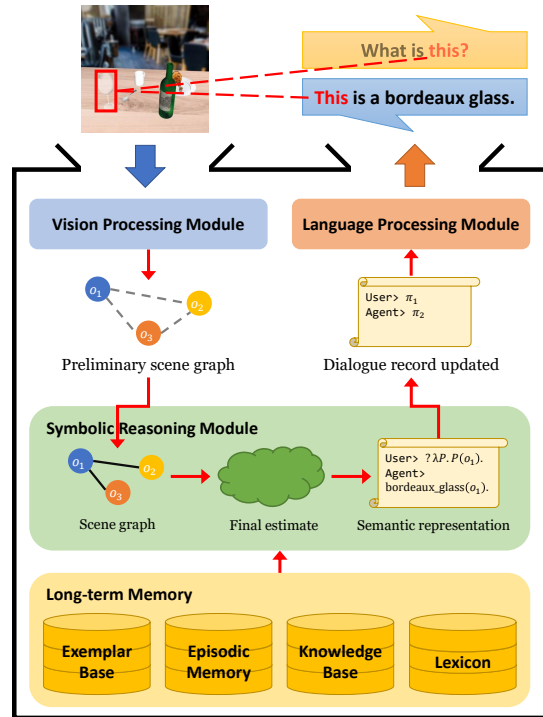 What is this?
This is a bordeaux glass.
Vision Processing Module
Language Processing Module
o₁
o₂
o₃
Preliminary scene graph
User> π₁
Agent> π₂
Dialogue record updated
Symbolic Reasoning Module
o₁
o₂
o₃
Scene graph
Final estimate
User> ?λP.P(o₁).
Agent>
bordeaux_glass(o₁).
Semantic representation
Long-term Memory
Exemplar
Base
Episodic
Memory
Knowledge
Base
Lexicon